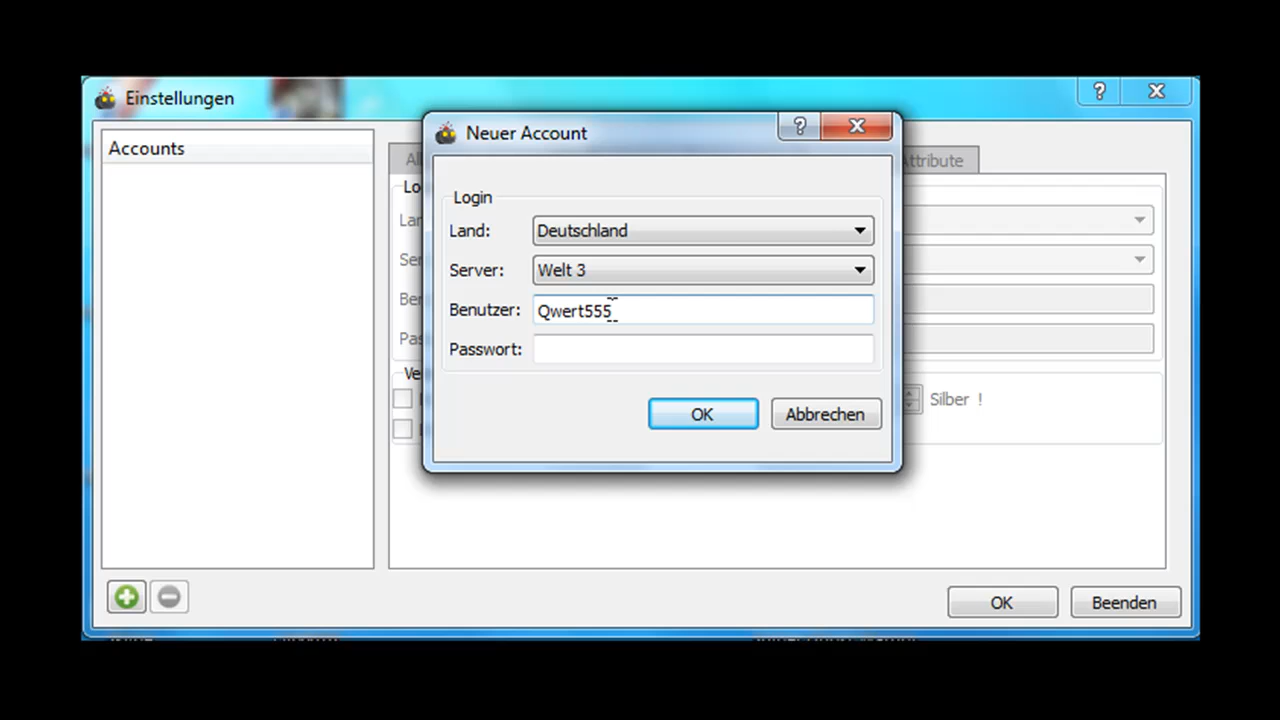 Einstellungen
?
X
Accounts
Neuer Account
?
X
Attribute
Login
Land:
Deutschland
Server:
Welt 3
Benutzer:
Qwert555
Passwort:
Silber !
OK
Abbrechen
OK
Beenden